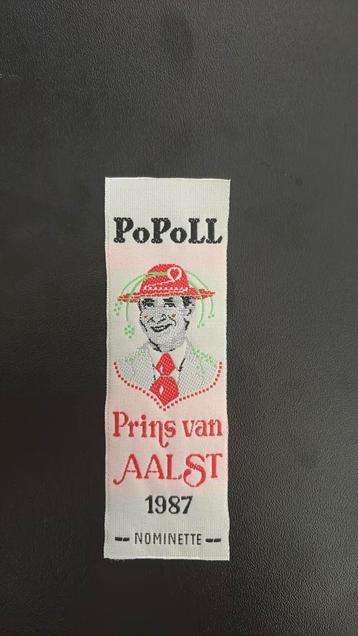 PoPoLL
Prins van
AALST
1987
NOMINETTE